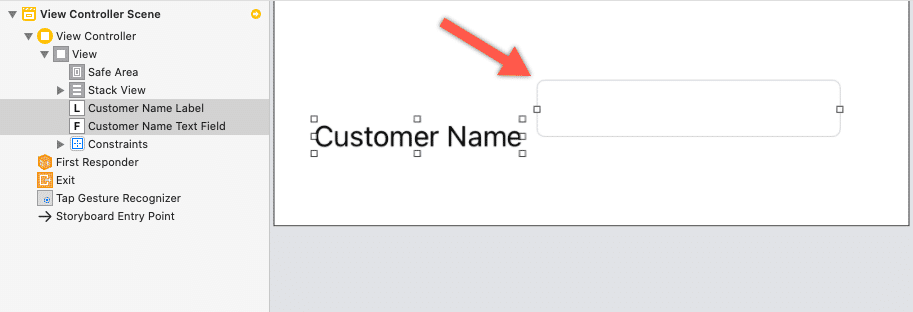 View Controller Scene
View Controller
View
Safe Area
Stack View
L Customer Name Label
F Customer Name Text Field
Constraints
First Responder
Exit
Tap Gesture Recognizer
Storyboard Entry Point
Customer Name